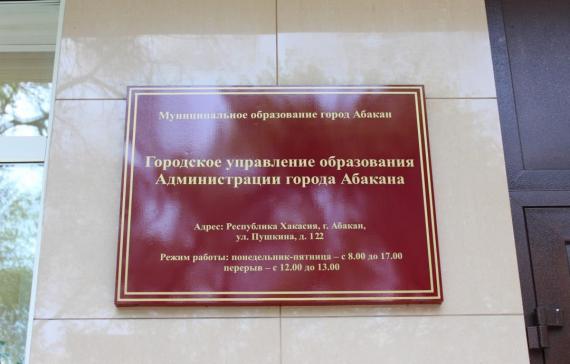 Муниципальное образование город Абакан
Городское управление образования
Администрации города Абакана
Адрес: Республика Хакасия, г. Абакан,
ул. Пушкина, д. 122
Режим работы: понедельник-пятница – с 8.00 до 17.00
перерыв – с 12.00 до 13.00